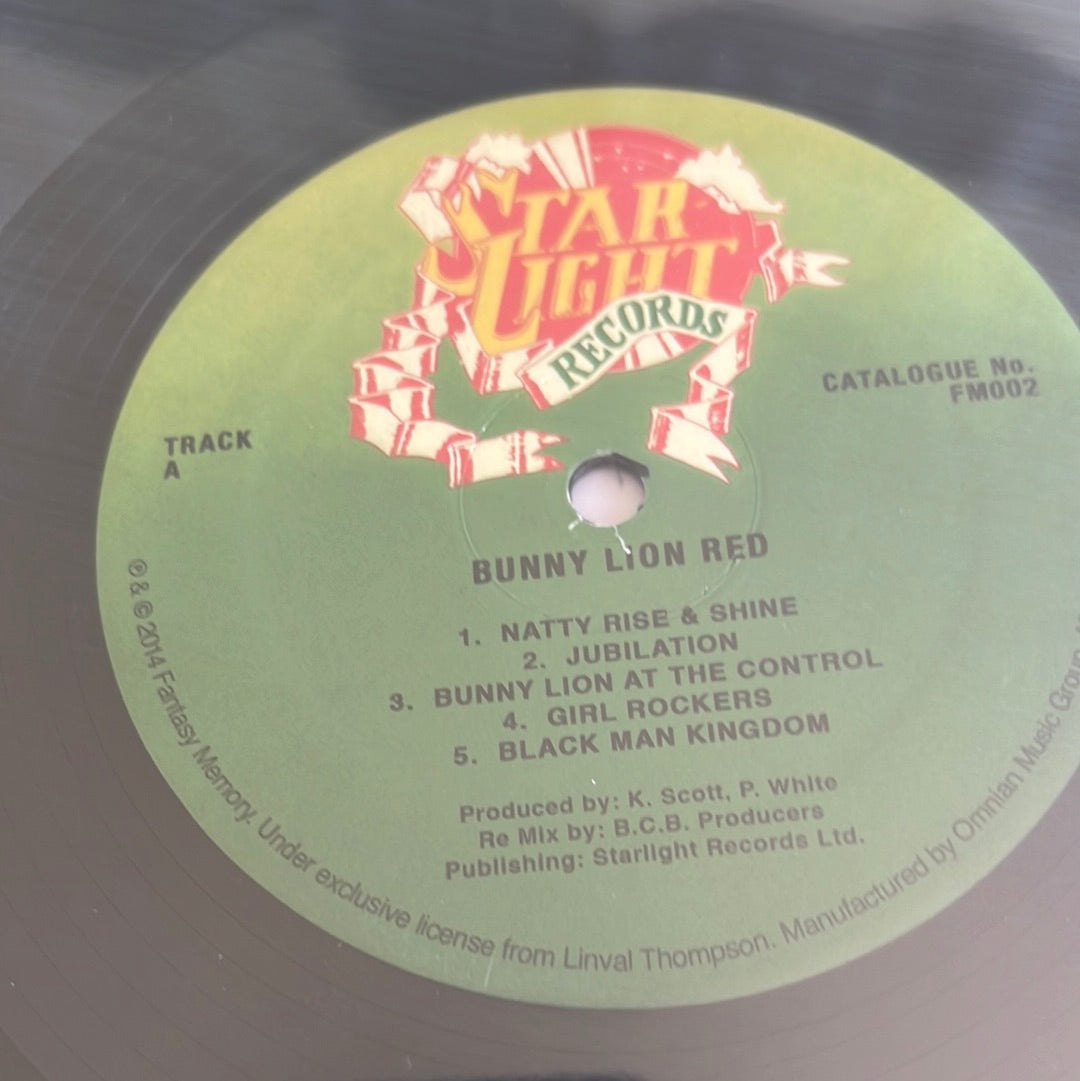 STAR
LIGHT
RECORDS
CATALOGUE No.
FM002
TRACK
A
BUNNY LION RED
1. NATTY RISE & SHINE
2. JUBILATION
3. BUNNY LION AT THE CONTROL
4. GIRL ROCKERS
5. BLACK MAN KINGDOM
Produced by: K. Scott, P. White
Re Mix by: B.C.B. Producers
Publishing: Starlight Records Ltd.
℗ & © 2014 Fantasy Memory. Under exclusive license from Linval Thompson. Manufactured by Omnian Music Group